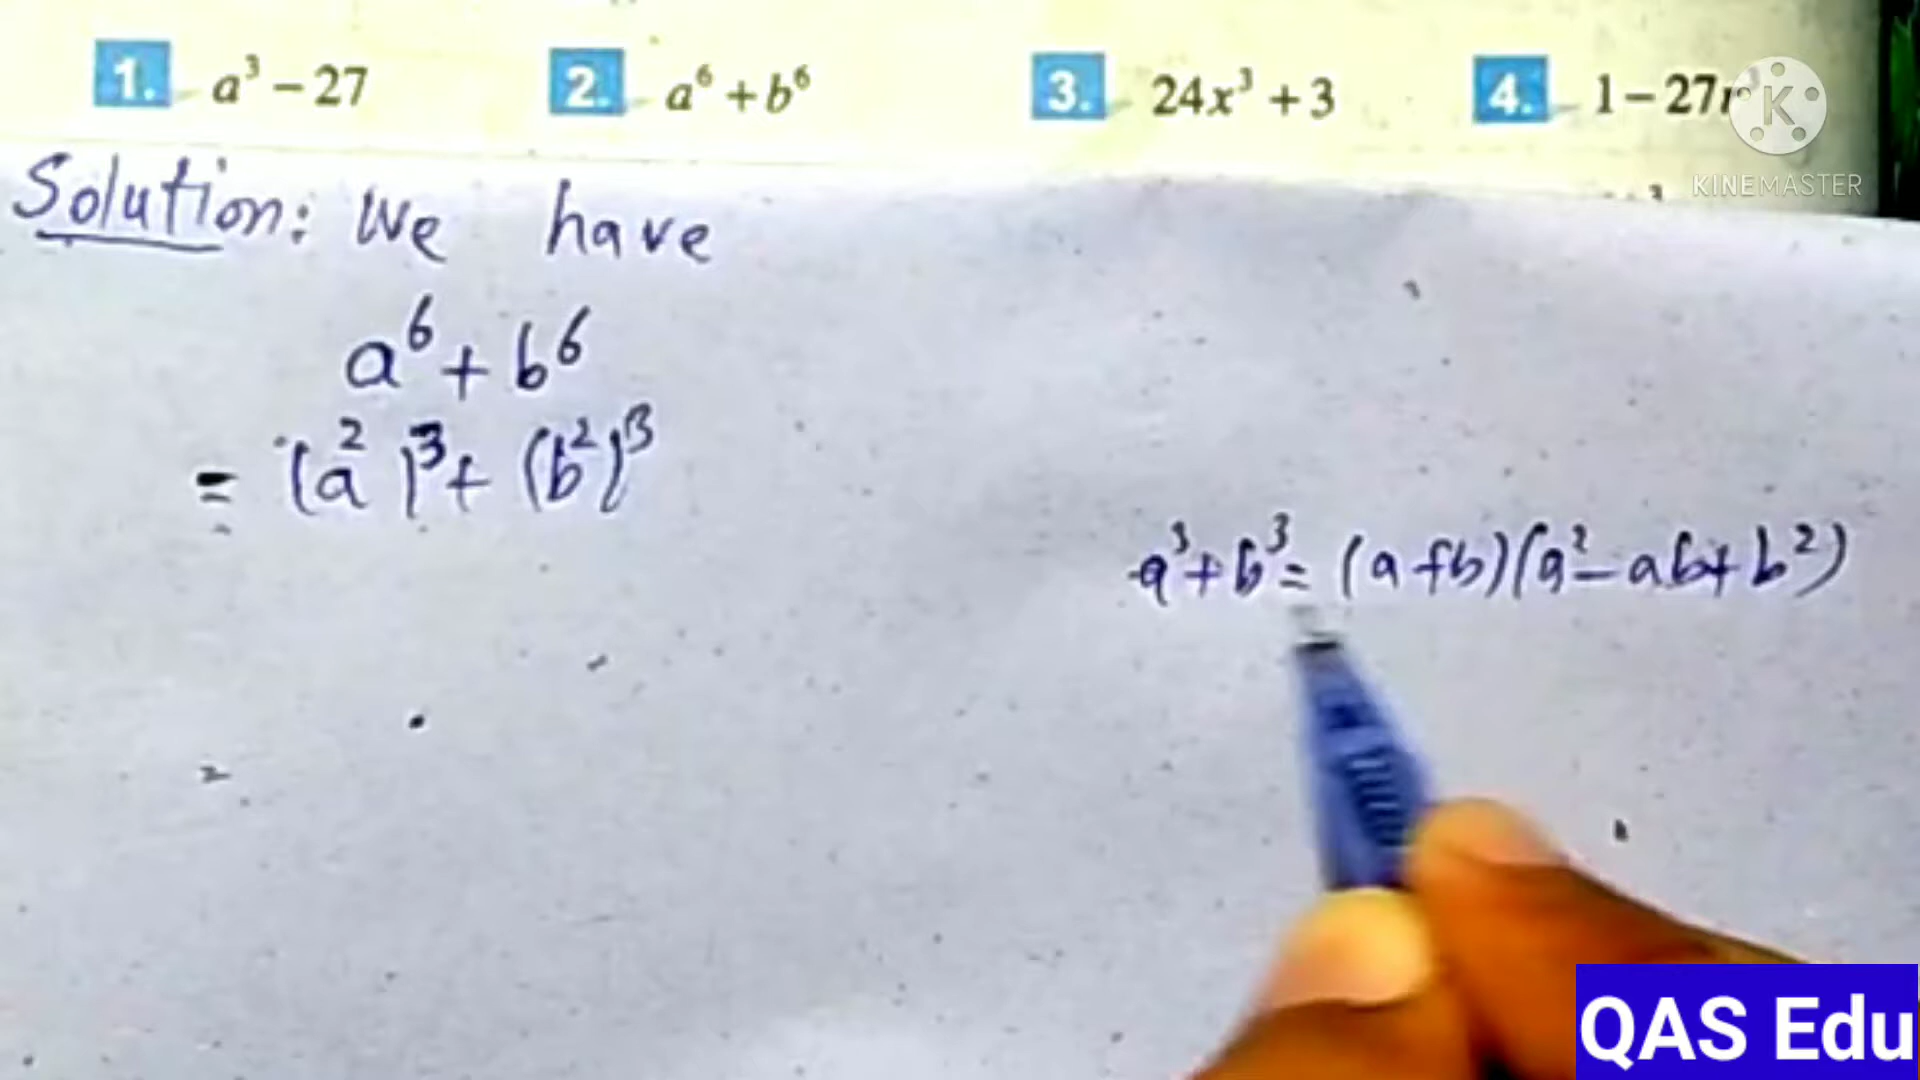 1. a³ − 27 2. a⁶ + b⁶ 3. 24x³ + 3 4. 1 − 27r³
KINEMASTER
Solution: We have
a⁶ + b⁶
= (a²)³ + (b²)³
a³ + b³ = (a + b)(a² − ab + b²)
QAS Edu